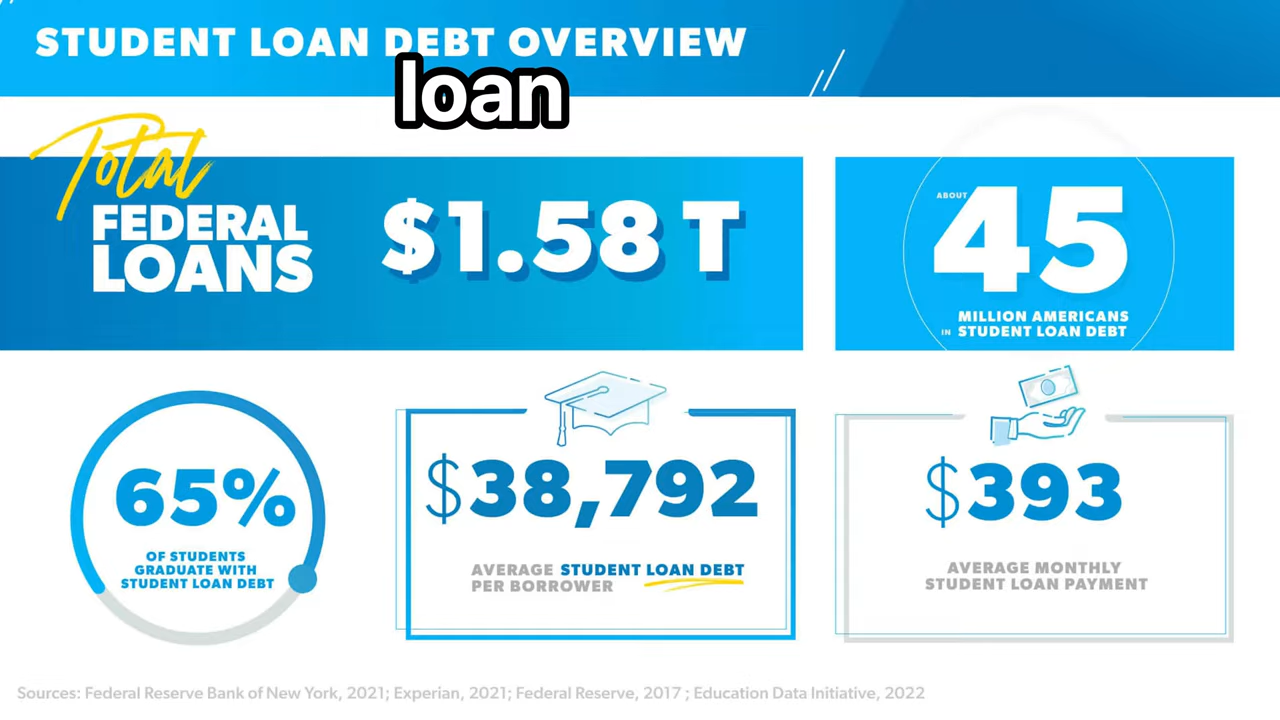 STUDENT LOAN DEBT OVERVIEW
loan
Total
FEDERAL
LOANS
$1.58 T
ABOUT
45
MILLION AMERICANS
IN STUDENT LOAN DEBT
65%
OF STUDENTS
GRADUATE WITH
STUDENT LOAN DEBT
$38,792
AVERAGE STUDENT LOAN DEBT
PER BORROWER
$393
AVERAGE MONTHLY
STUDENT LOAN PAYMENT
Sources: Federal Reserve Bank of New York, 2021; Experian, 2021; Federal Reserve, 2017 ; Education Data Initiative, 2022